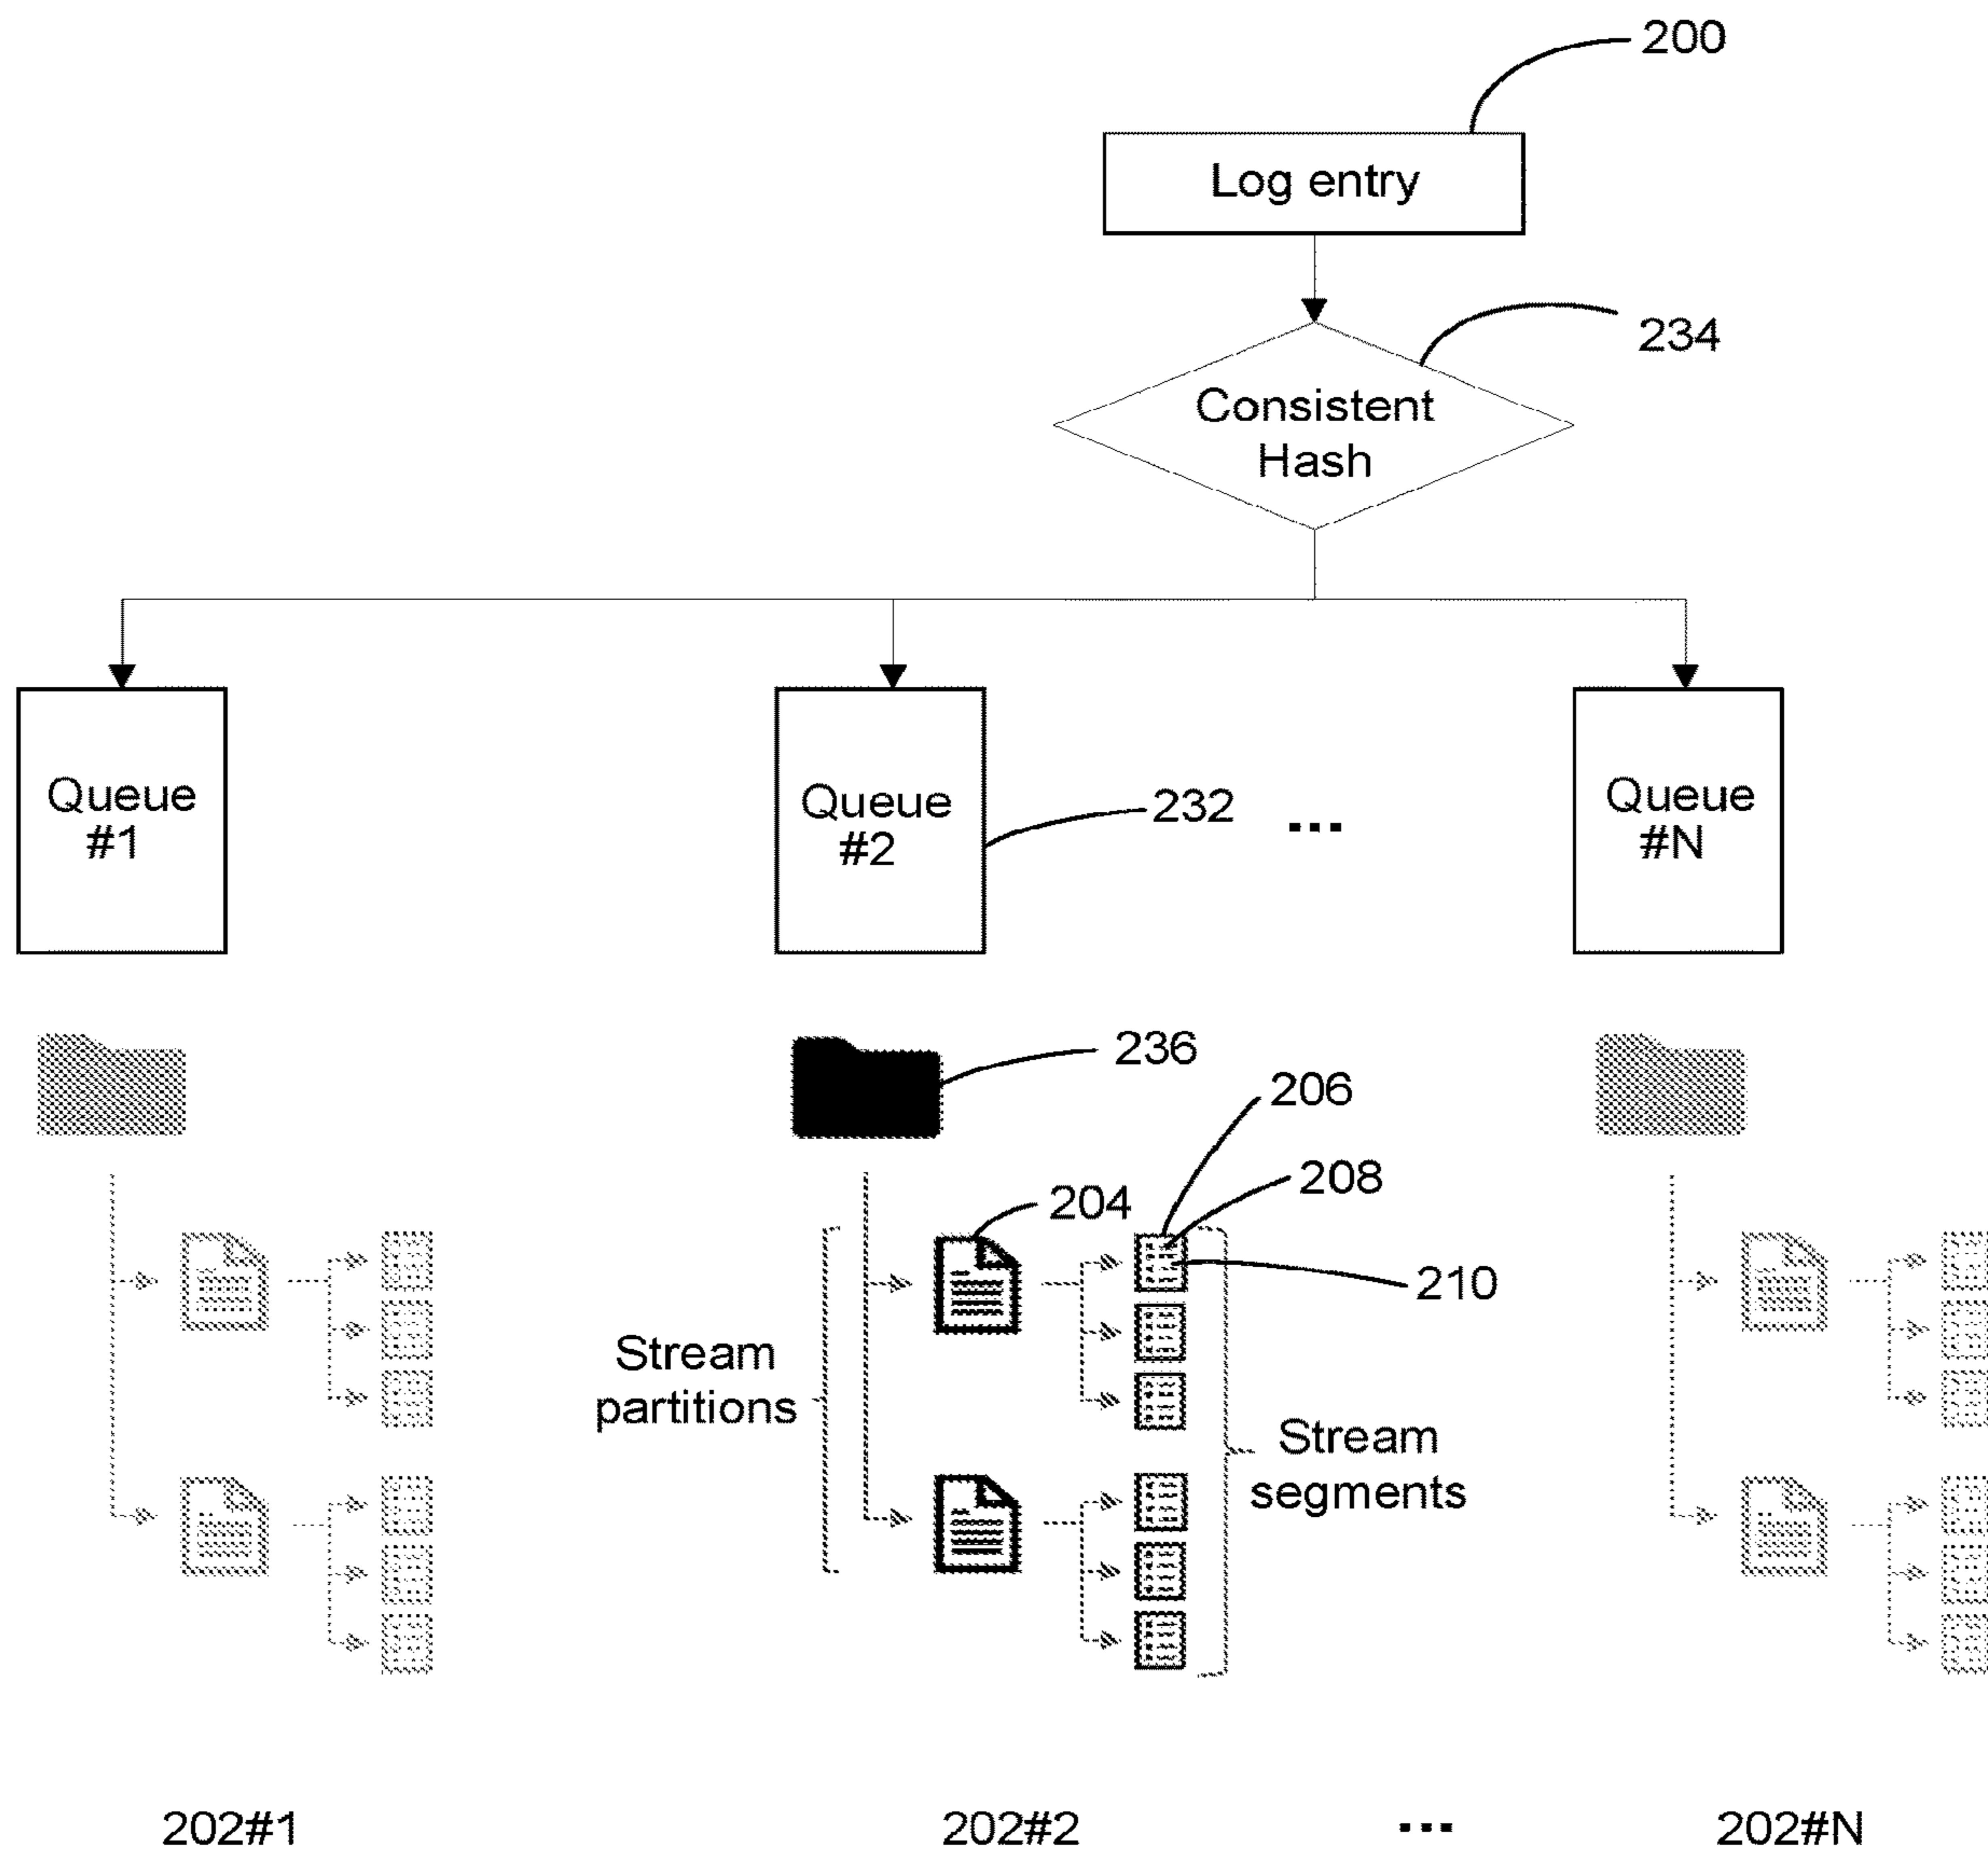 200
Log entry
234
Consistent
Hash
Queue
#1
Queue
#2
232
...
Queue
#N
236
206
208
204
210
Stream
partitions
Stream
segments
202#1
202#2
...
202#N